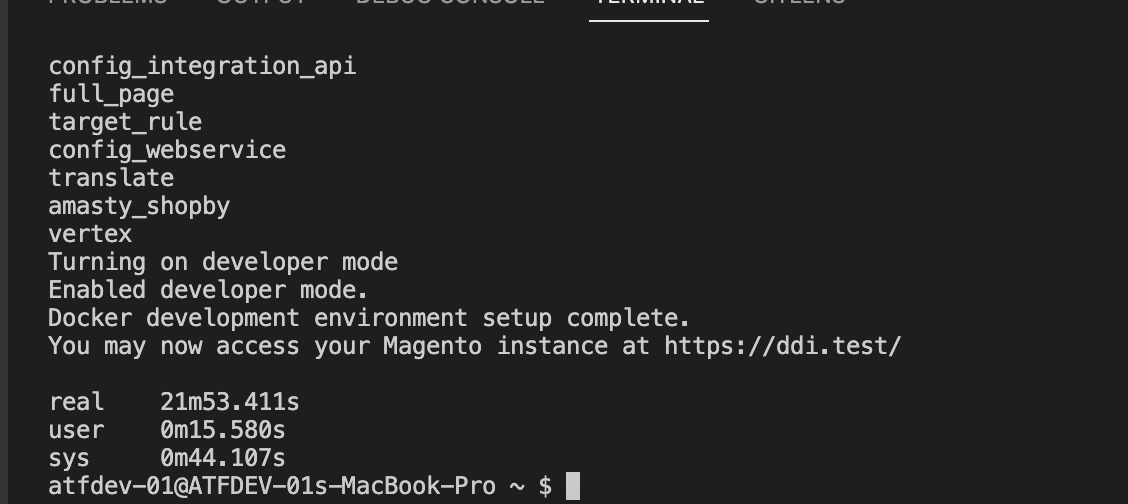 PROBLEMS OUTPUT DEBUG CONSOLE TERMINAL GITLENS
config_integration_api
full_page
target_rule
config_webservice
translate
amasty_shopby
vertex
Turning on developer mode
Enabled developer mode.
Docker development environment setup complete.
You may now access your Magento instance at https://ddi.test/
real 21m53.411s
user 0m15.580s
sys 0m44.107s
atfdev-01@ATFDEV-01s-MacBook-Pro ~ $